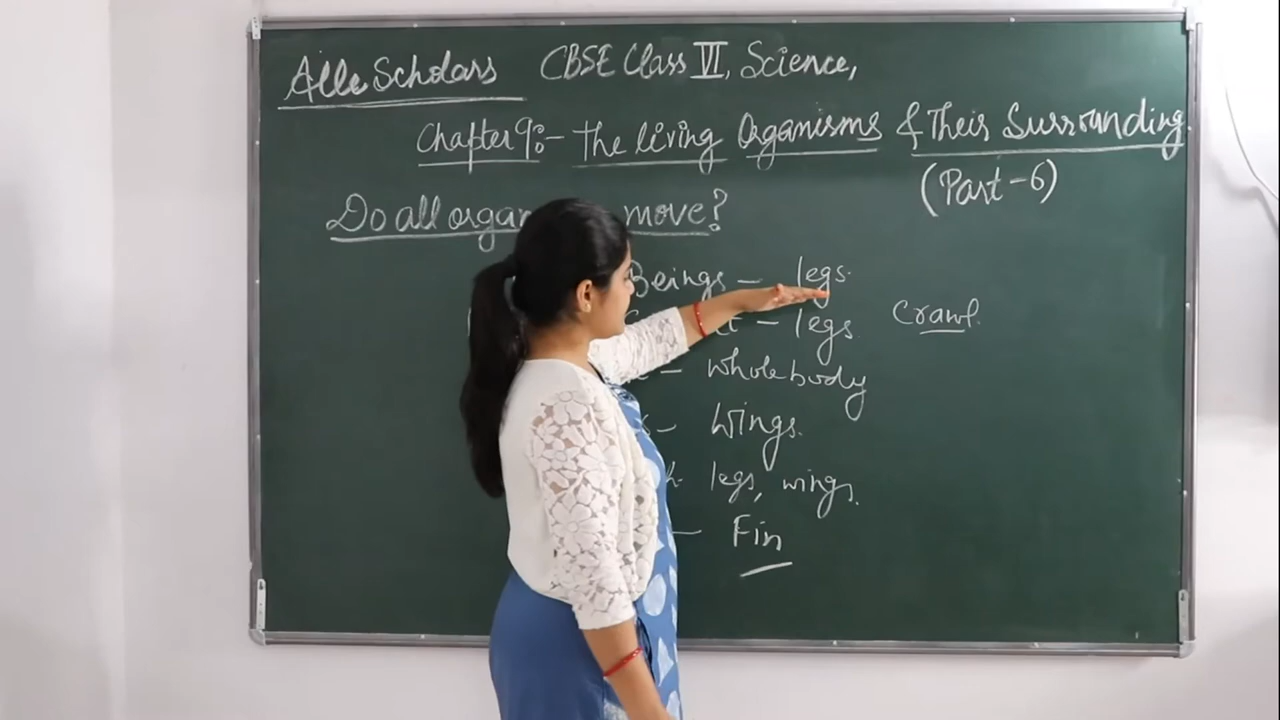 Alle Scholars CBSE Class VI, Science,
Chapter 9:- The living Organisms & Their Surrounding
(Part-6)
Do all move?
Beings - legs.
- legs. Crawl.
- whole body
- Wings.
legs, wings.
- Fin